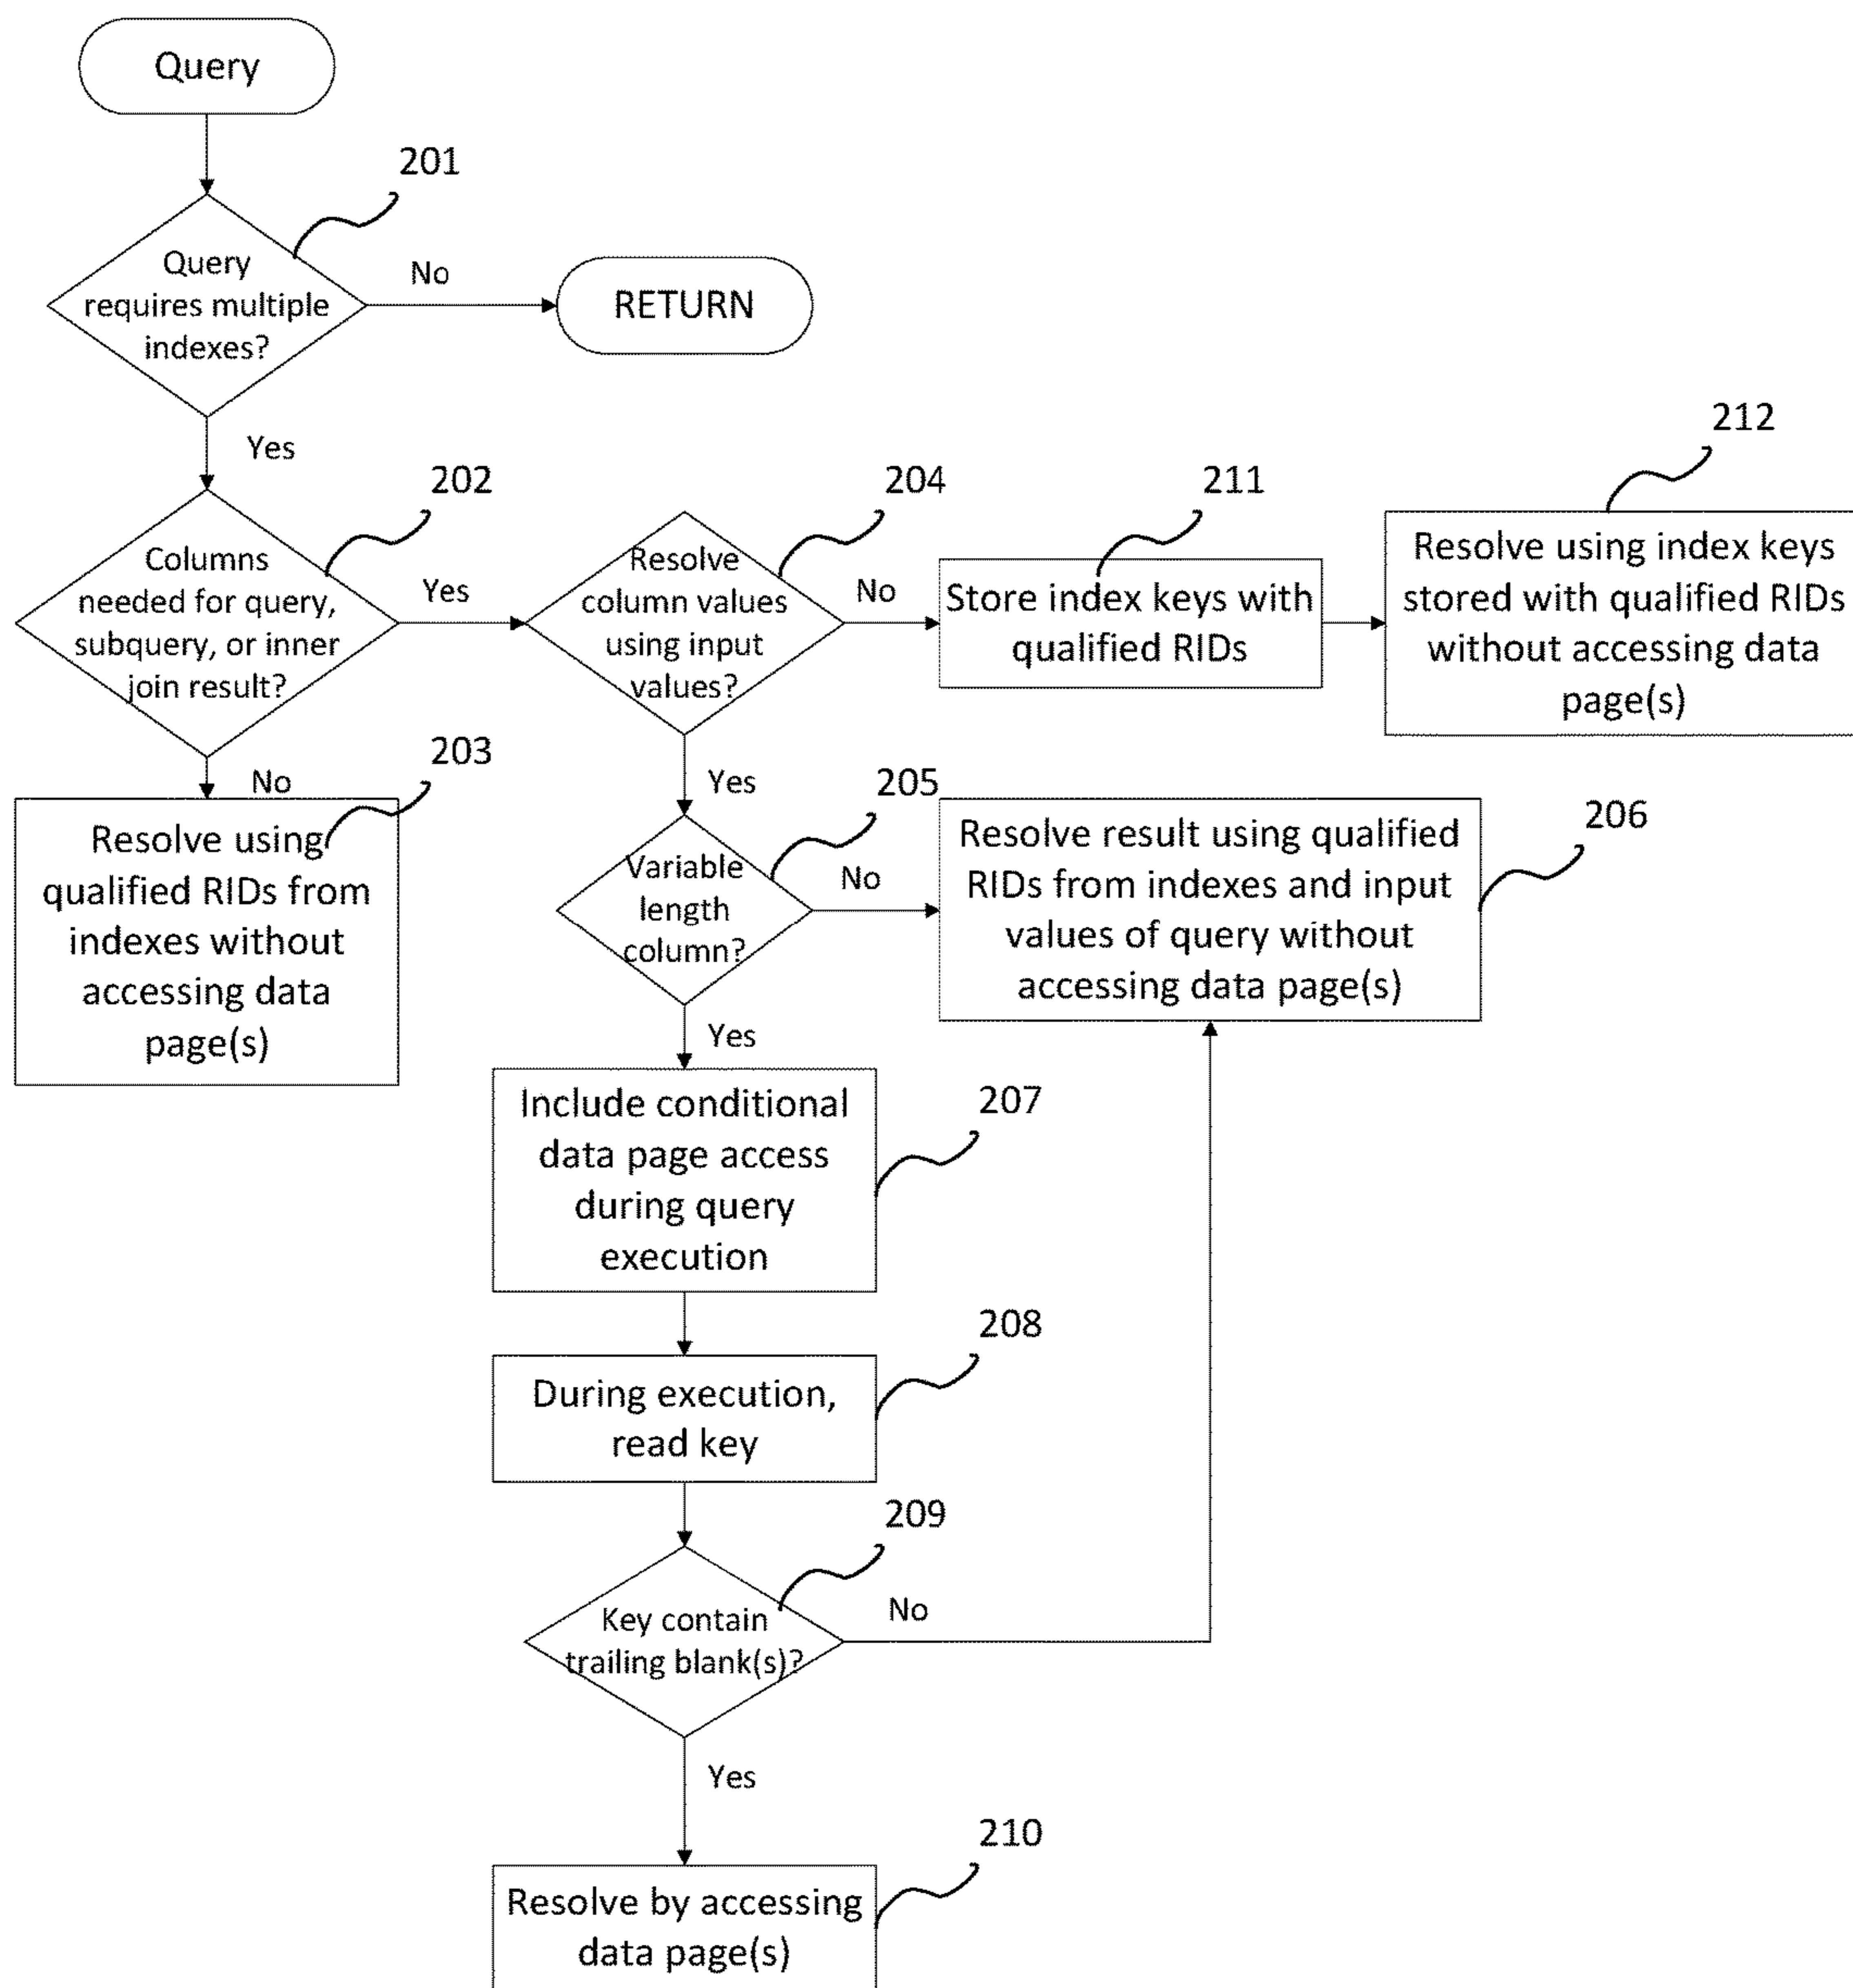 Query
201
Query
requires multiple
indexes?
No
RETURN
Yes
202
Columns
needed for query,
subquery, or inner
join result?
Yes
204
Resolve
column values
using input
values?
No
211
Store index keys with
qualified RIDs
212
Resolve using index keys
stored with qualified RIDs
without accessing data
page(s)
No
203
Resolve using
qualified RIDs from
indexes without
accessing data
page(s)
Yes
205
Variable
length
column?
No
206
Resolve result using qualified
RIDs from indexes and input
values of query without
accessing data page(s)
Yes
207
Include conditional
data page access
during query
execution
208
During execution,
read key
209
Key contain
trailing blank(s)?
No
Yes
210
Resolve by accessing
data page(s)